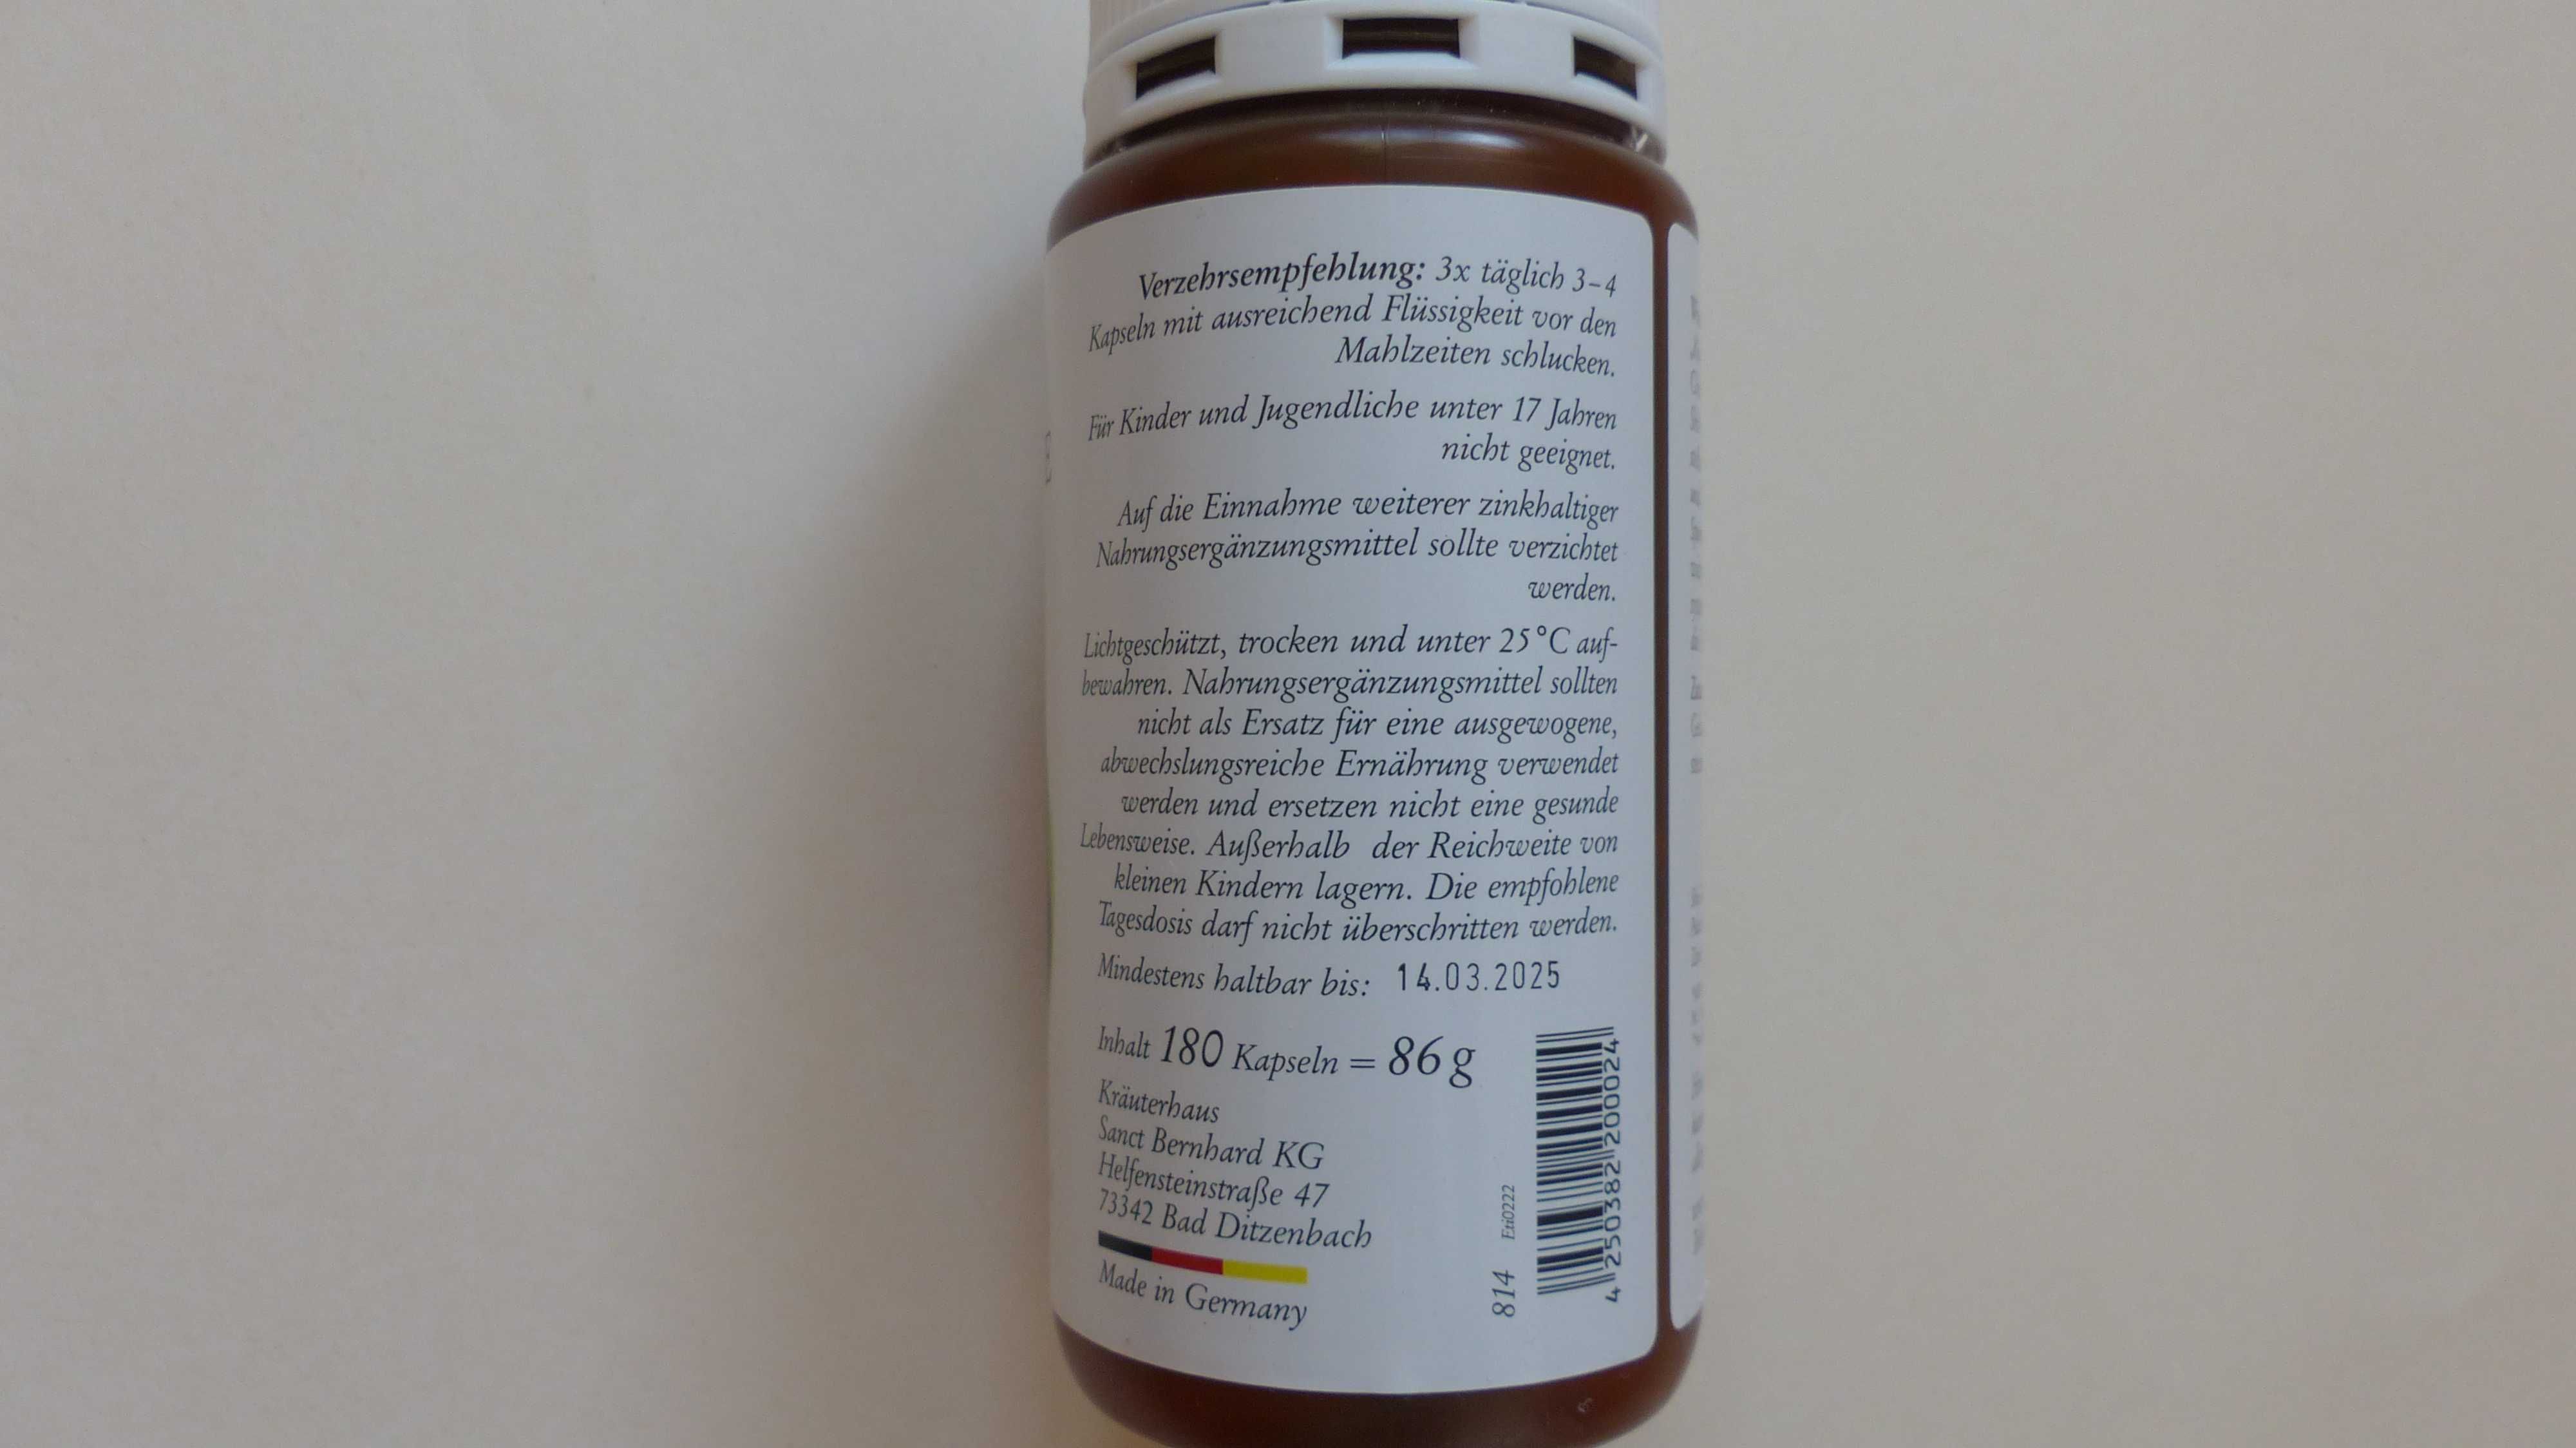 Verzehrsempfehlung: 3x täglich 3–4
Kapseln mit ausreichend Flüssigkeit vor den
Mahlzeiten schlucken.
Für Kinder und Jugendliche unter 17 Jahren
nicht geeignet.
Auf die Einnahme weiterer zinkhaltiger
Nahrungsergänzungsmittel sollte verzichtet
werden.
Lichtgeschützt, trocken und unter 25°C auf-
bewahren. Nahrungsergänzungsmittel sollten
nicht als Ersatz für eine ausgewogene,
abwechslungsreiche Ernährung verwendet
werden und ersetzen nicht eine gesunde
Lebensweise. Außerhalb der Reichweite von
kleinen Kindern lagern. Die empfohlene
Tagesdosis darf nicht überschritten werden.
Mindestens haltbar bis: 14.03.2025
Inhalt 180 Kapseln = 86 g
Kräuterhaus
Sanct Bernhard KG
Helfensteinstraße 47
73342 Bad Ditzenbach
Made in Germany
814 Eti0222
4 250382 200024